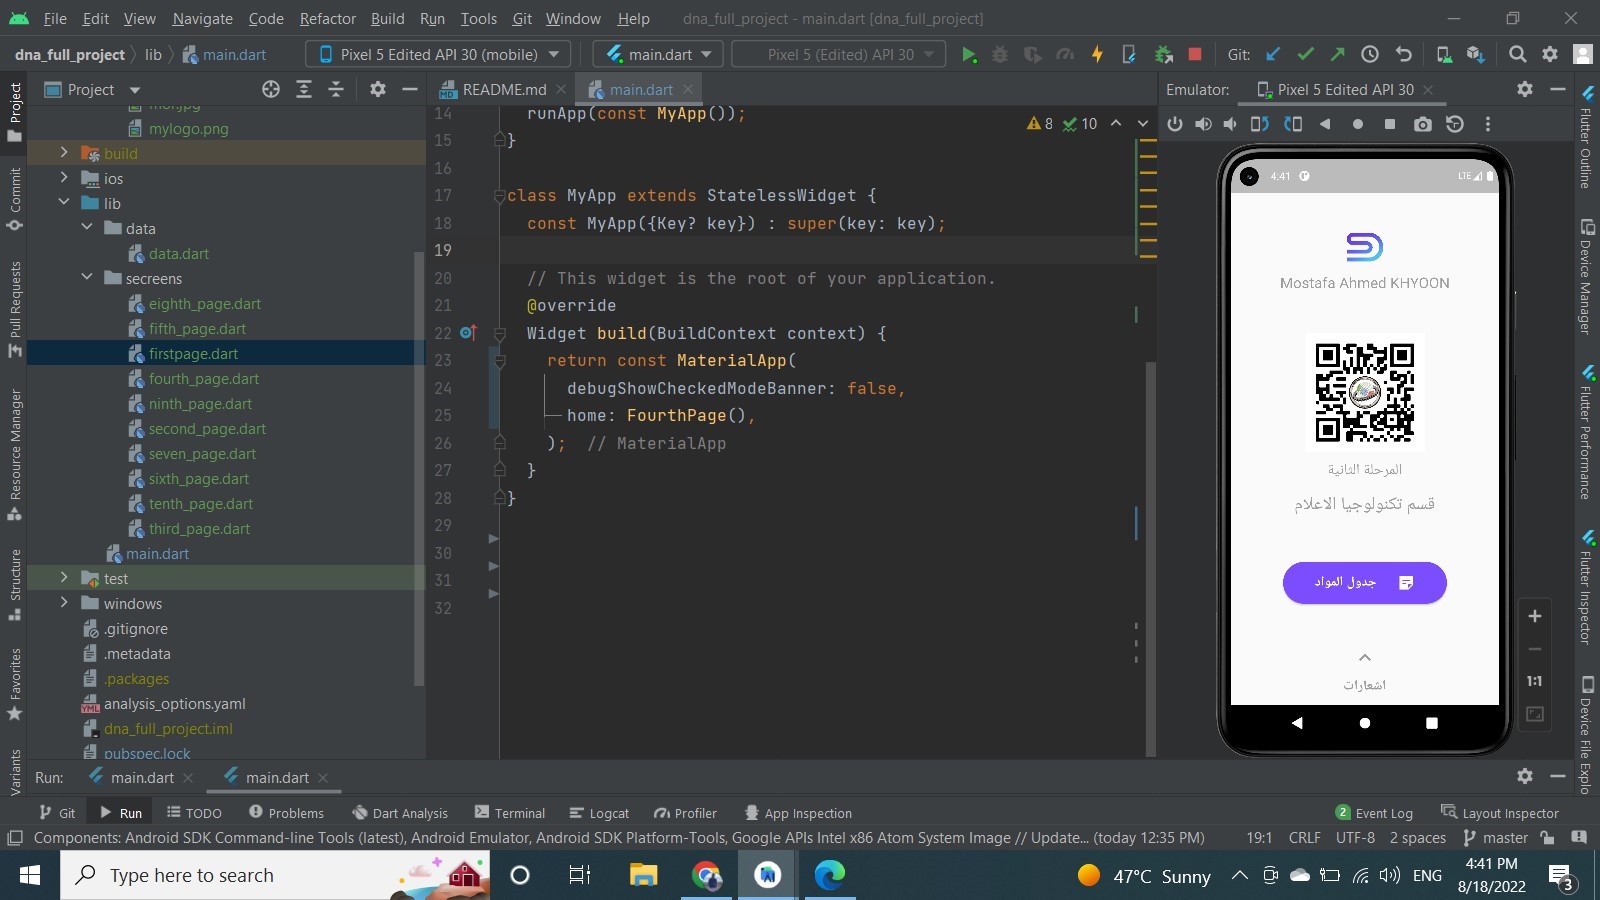 File Edit View Navigate Code Refactor Build Run Tools Git Window Help dna_full_project - main.dart [dna_full_project]
dna_full_project lib main.dart Pixel 5 Edited API 30 (mobile) main.dart Pixel 5 (Edited) API 30 Git:
Project
README.md main.dart
Emulator: Pixel 5 Edited API 30
Project
Commit
Pull Requests
Resource Manager
Structure
Favorites
Variants
mylogo.png
build
ios
lib
data
data.dart
secreens
eighth_page.dart
fifth_page.dart
firstpage.dart
fourth_page.dart
ninth_page.dart
second_page.dart
seven_page.dart
sixth_page.dart
tenth_page.dart
third_page.dart
main.dart
test
windows
.gitignore
.metadata
.packages
analysis_options.yaml
dna_full_project.iml
pubspec.lock
8 10
14 runApp(const MyApp());
15 }
16
17 class MyApp extends StatelessWidget {
18 const MyApp({Key? key}) : super(key: key);
19
20 // This widget is the root of your application.
21 @override
22 Widget build(BuildContext context) {
23 return const MaterialApp(
24 debugShowCheckedModeBanner: false,
25 home: FourthPage(),
26 ); // MaterialApp
27 }
28 }
29
30
31
32
4:41 LTE
Mostafa Ahmed KHYOON
المرحلة الثانية
قسم تكنولوجيا الاعلام
جدول المواد
اشعارات
1:1
Flutter Outline
Device Manager
Flutter Performance
Flutter Inspector
Device File Explo
Run: main.dart main.dart
Git Run TODO Problems Dart Analysis Terminal Logcat Profiler App Inspection 2 Event Log Layout Inspector
Components: Android SDK Command-line Tools (latest), Android Emulator, Android SDK Platform-Tools, Google APIs Intel x86 Atom System Image // Update... (today 12:35 PM) 19:1 CRLF UTF-8 2 spaces master
Type here to search
47°C Sunny ENG
4:41 PM
8/18/2022
3